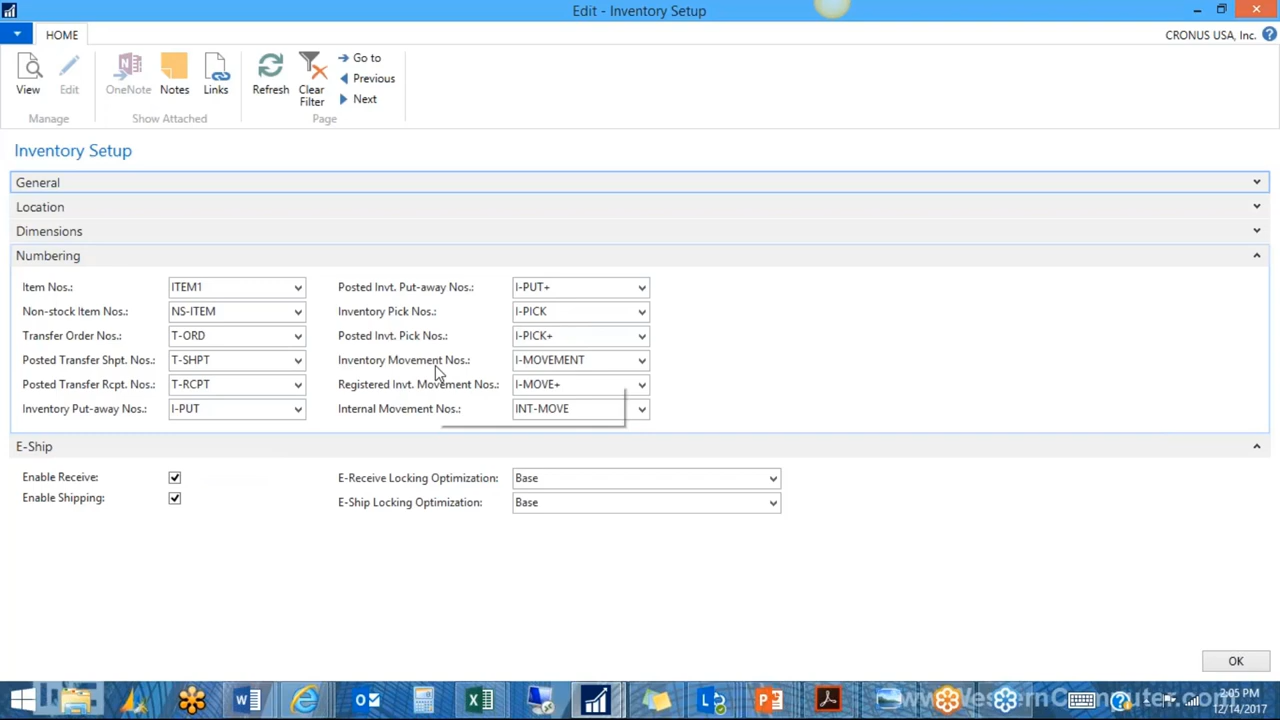 Edit - Inventory Setup
HOME
CRONUS USA, Inc.
View
Edit
OneNote
Notes
Links
Refresh
Clear Filter
Go to
Previous
Next
Manage
Show Attached
Page
Inventory Setup
General
Location
Dimensions
Numbering
Item Nos.: ITEM1
Posted Invt. Put-away Nos.: I-PUT+
Non-stock Item Nos.: NS-ITEM
Inventory Pick Nos.: I-PICK
Transfer Order Nos.: T-ORD
Posted Invt. Pick Nos.: I-PICK+
Posted Transfer Shpt. Nos.: T-SHPT
Inventory Movement Nos.: I-MOVEMENT
Posted Transfer Rcpt. Nos.: T-RCPT
Registered Invt. Movement Nos.: I-MOVE+
Inventory Put-away Nos.: I-PUT
Internal Movement Nos.: INT-MOVE
E-Ship
Enable Receive:
E-Receive Locking Optimization: Base
Enable Shipping:
E-Ship Locking Optimization: Base
OK
www.WesternComputer.com
2:05 PM
12/14/2017